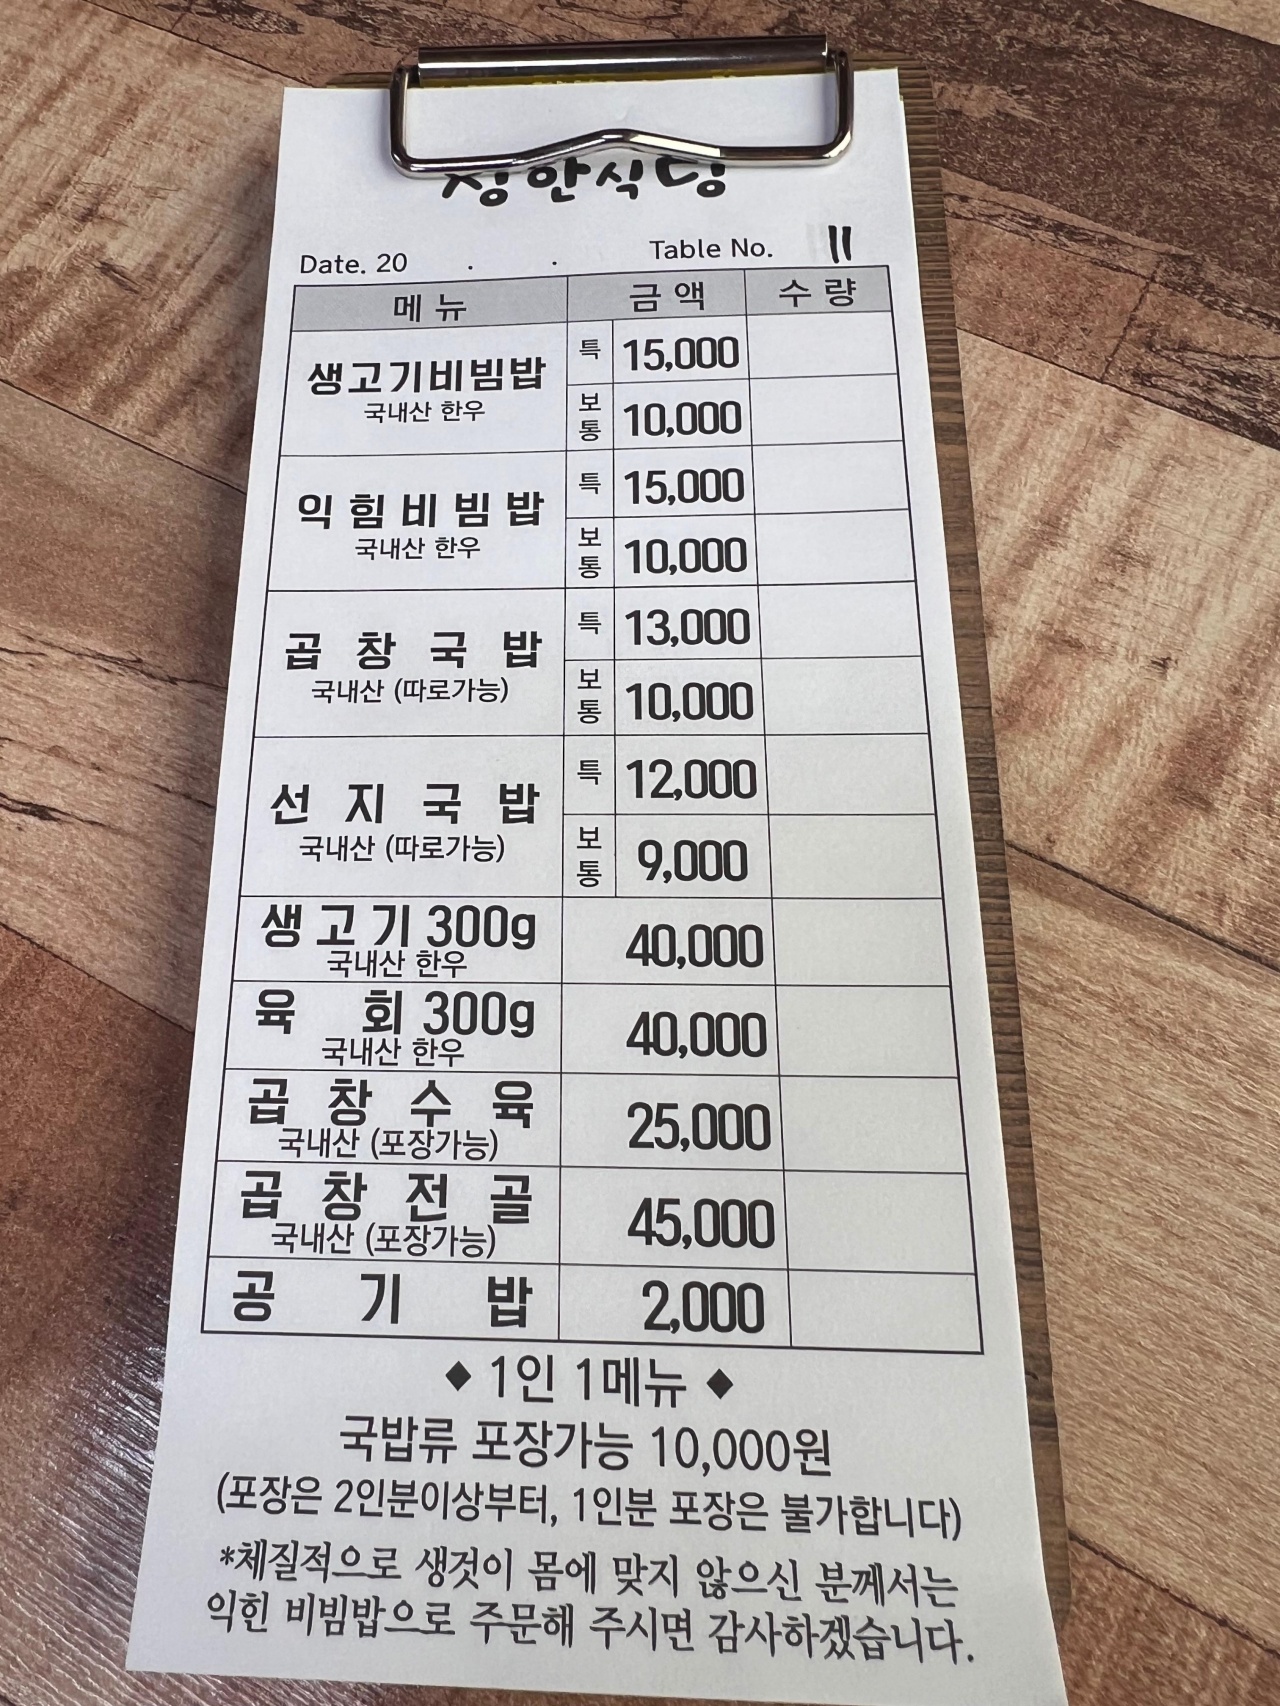 장안식당
Date. 20 . . Table No. 11
메뉴 금액 수량
생고기비빔밥 특 15,000
국내산 한우 보통 10,000
익힘비빔밥 특 15,000
국내산 한우 보통 10,000
곱창국밥 특 13,000
국내산 (따로가능) 보통 10,000
선지국밥 특 12,000
국내산 (따로가능) 보통 9,000
생고기 300g 40,000
국내산 한우
육회 300g 40,000
국내산 한우
곱창수육 25,000
국내산 (포장가능)
곱창전골 45,000
국내산 (포장가능)
공기밥 2,000
◆ 1인 1메뉴 ◆
국밥류 포장가능 10,000원
(포장은 2인분이상부터, 1인분 포장은 불가합니다)
*체질적으로 생것이 몸에 맞지 않으신 분께서는
익힌 비빔밥으로 주문해 주시면 감사하겠습니다.